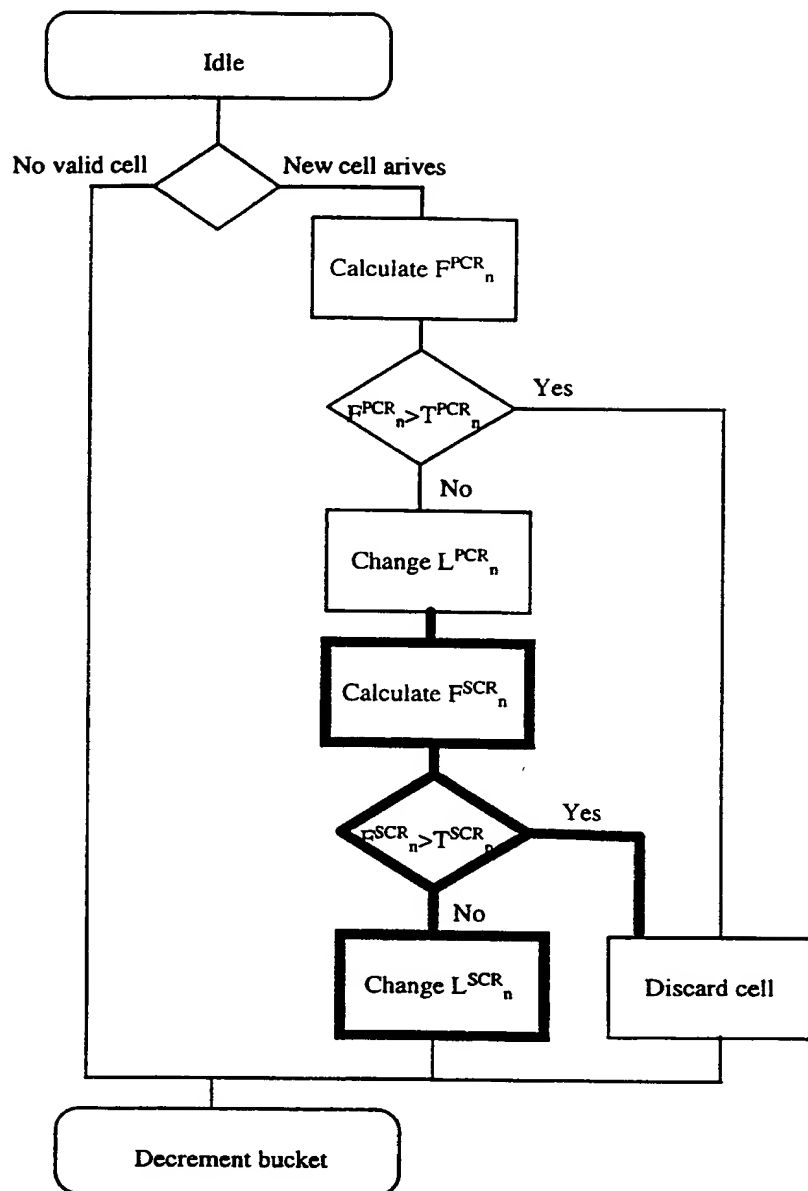 Idle
No valid cell
New cell arives
Calculate F^PCR_n
F^PCR_n>T^PCR_n
Yes
No
Change L^PCR_n
Calculate F^SCR_n
F^SCR_n>T^SCR_n
Yes
No
Change L^SCR_n
Discard cell
Decrement bucket